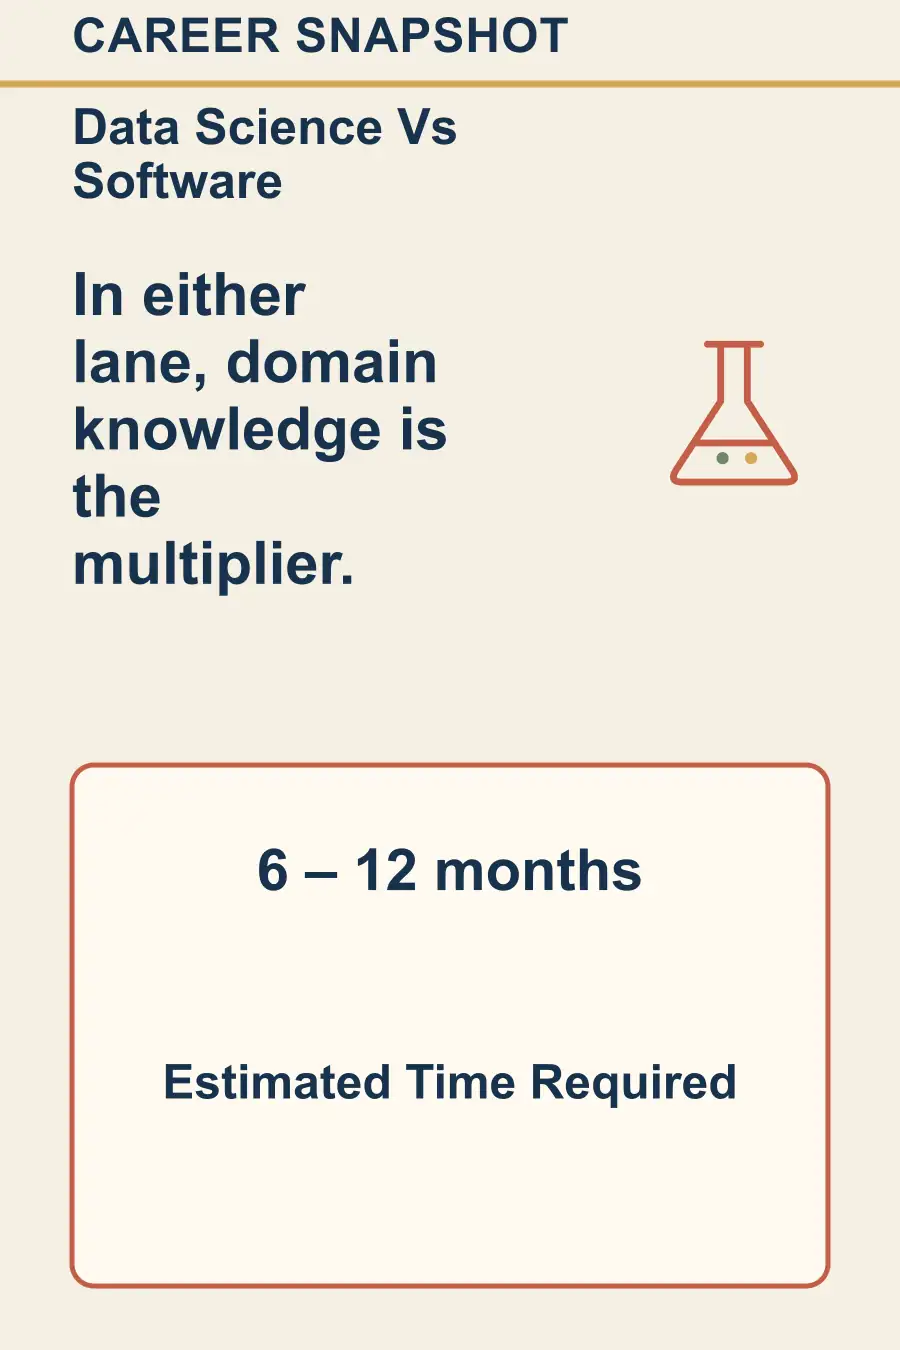 CAREER SNAPSHOT
Data Science Vs
Software
In either
lane, domain
knowledge is
the
multiplier.
6 – 12 months
Estimated Time Required